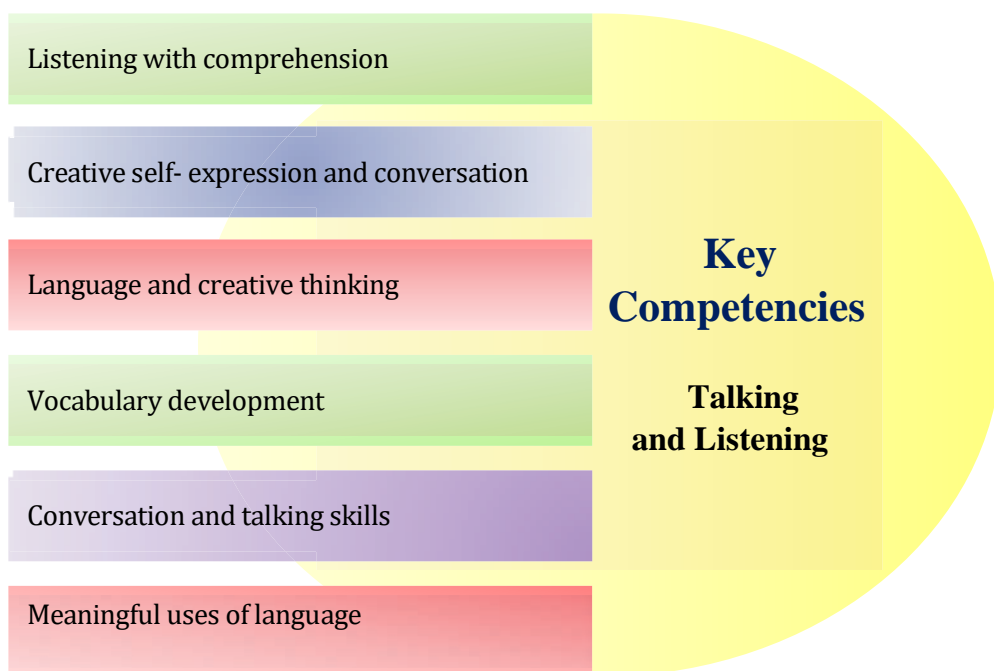 Listening with comprehension
Creative self- expression and conversation
Language and creative thinking
Vocabulary development
Conversation and talking skills
Meaningful uses of language
Key
Competencies
Talking
and Listening